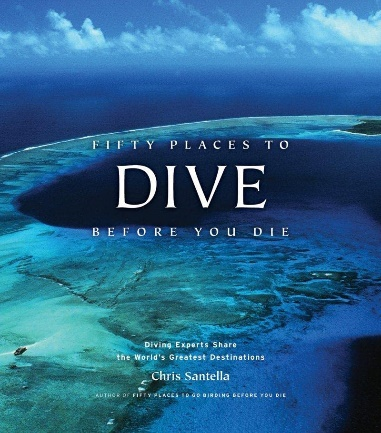 FIFTY PLACES TO
DIVE
BEFORE YOU DIE
Diving Experts Share
the World's Greatest Destinations
Chris Santella
AUTHOR OF FIFTY PLACES TO GO BIRDING BEFORE YOU DIE